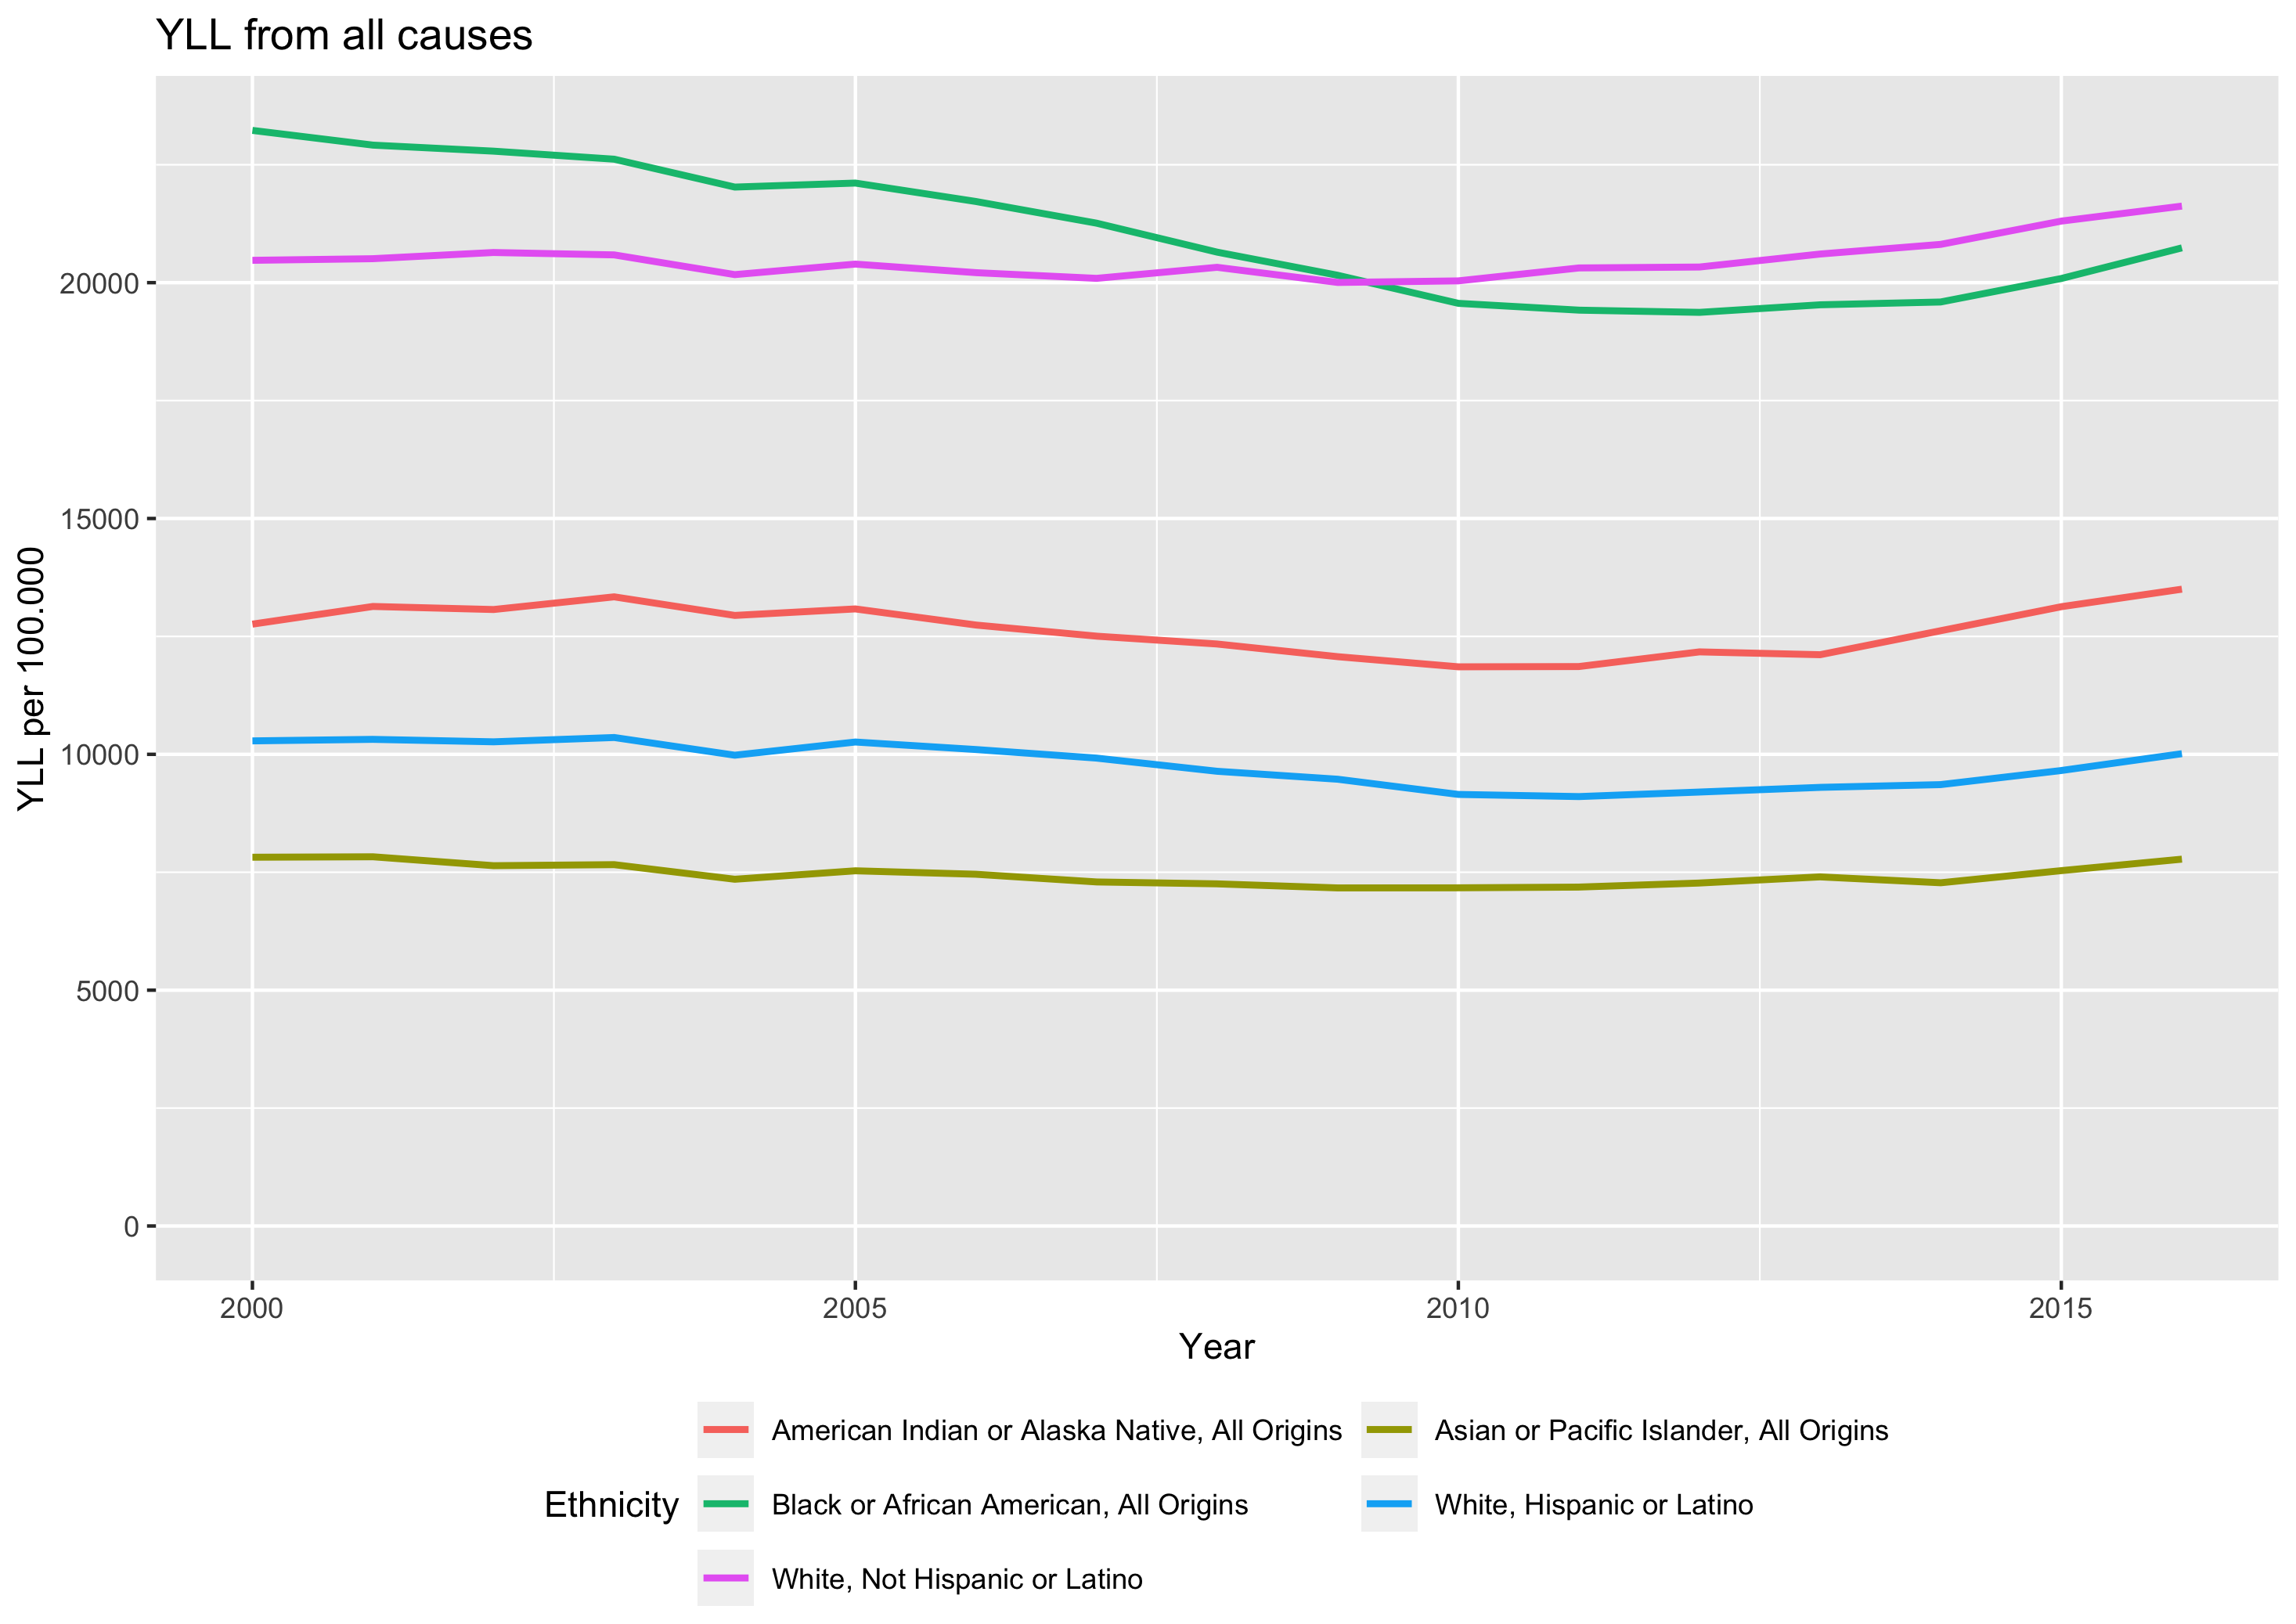 YLL from all causes
YLL per 100.000
20000
15000
10000
5000
0
2000 2005 2010 2015
Year
Ethnicity
American Indian or Alaska Native, All Origins Asian or Pacific Islander, All Origins
Black or African American, All Origins White, Hispanic or Latino
White, Not Hispanic or Latino